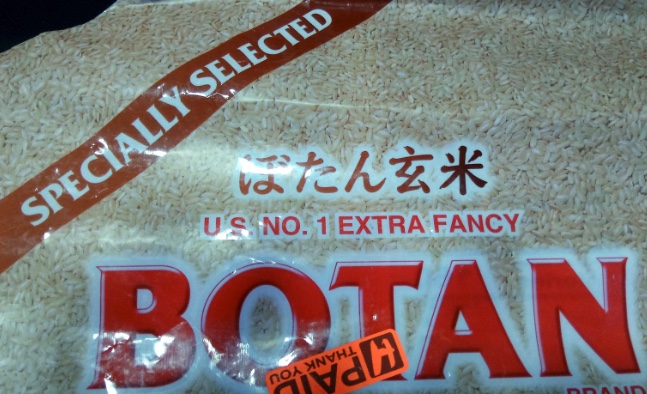 SPECIALLY SELECTED
ぼたん玄米
U.S. NO. 1 EXTRA FANCY
BOTAN
PAID
THANK YOU
BRAND